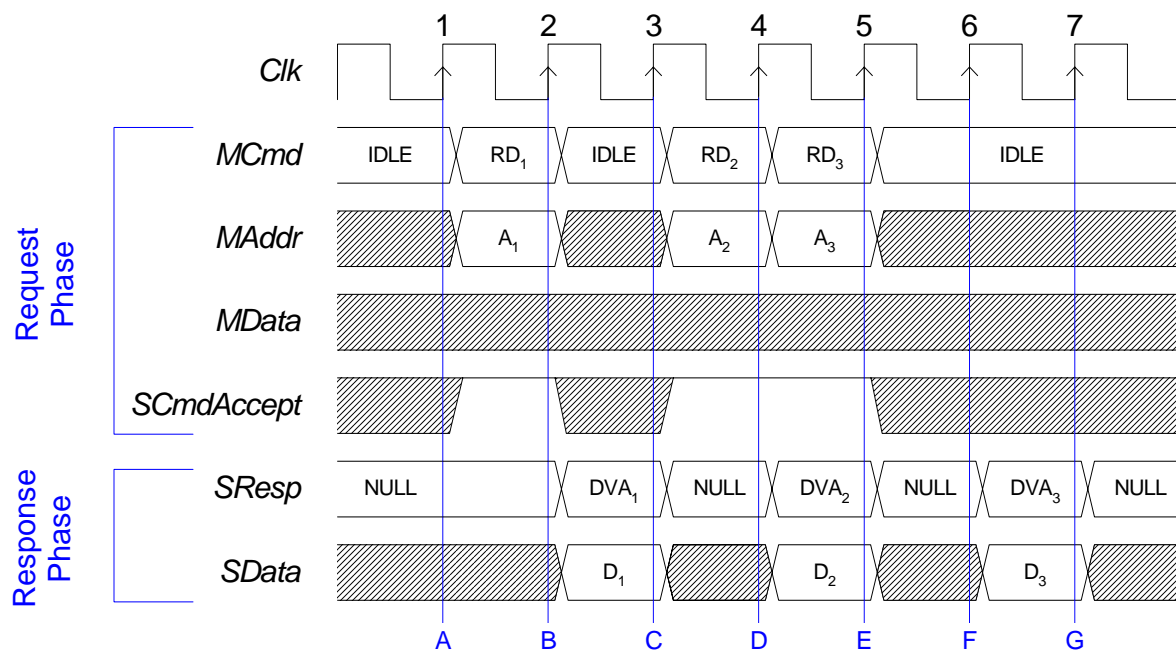 1 2 3 4 5 6 7
Clk
Request Phase
MCmd IDLE RD₁ IDLE RD₂ RD₃ IDLE
MAddr A₁ A₂ A₃
MData
SCmdAccept
Response Phase
SResp NULL DVA₁ NULL DVA₂ NULL DVA₃ NULL
SData D₁ D₂ D₃
A B C D E F G